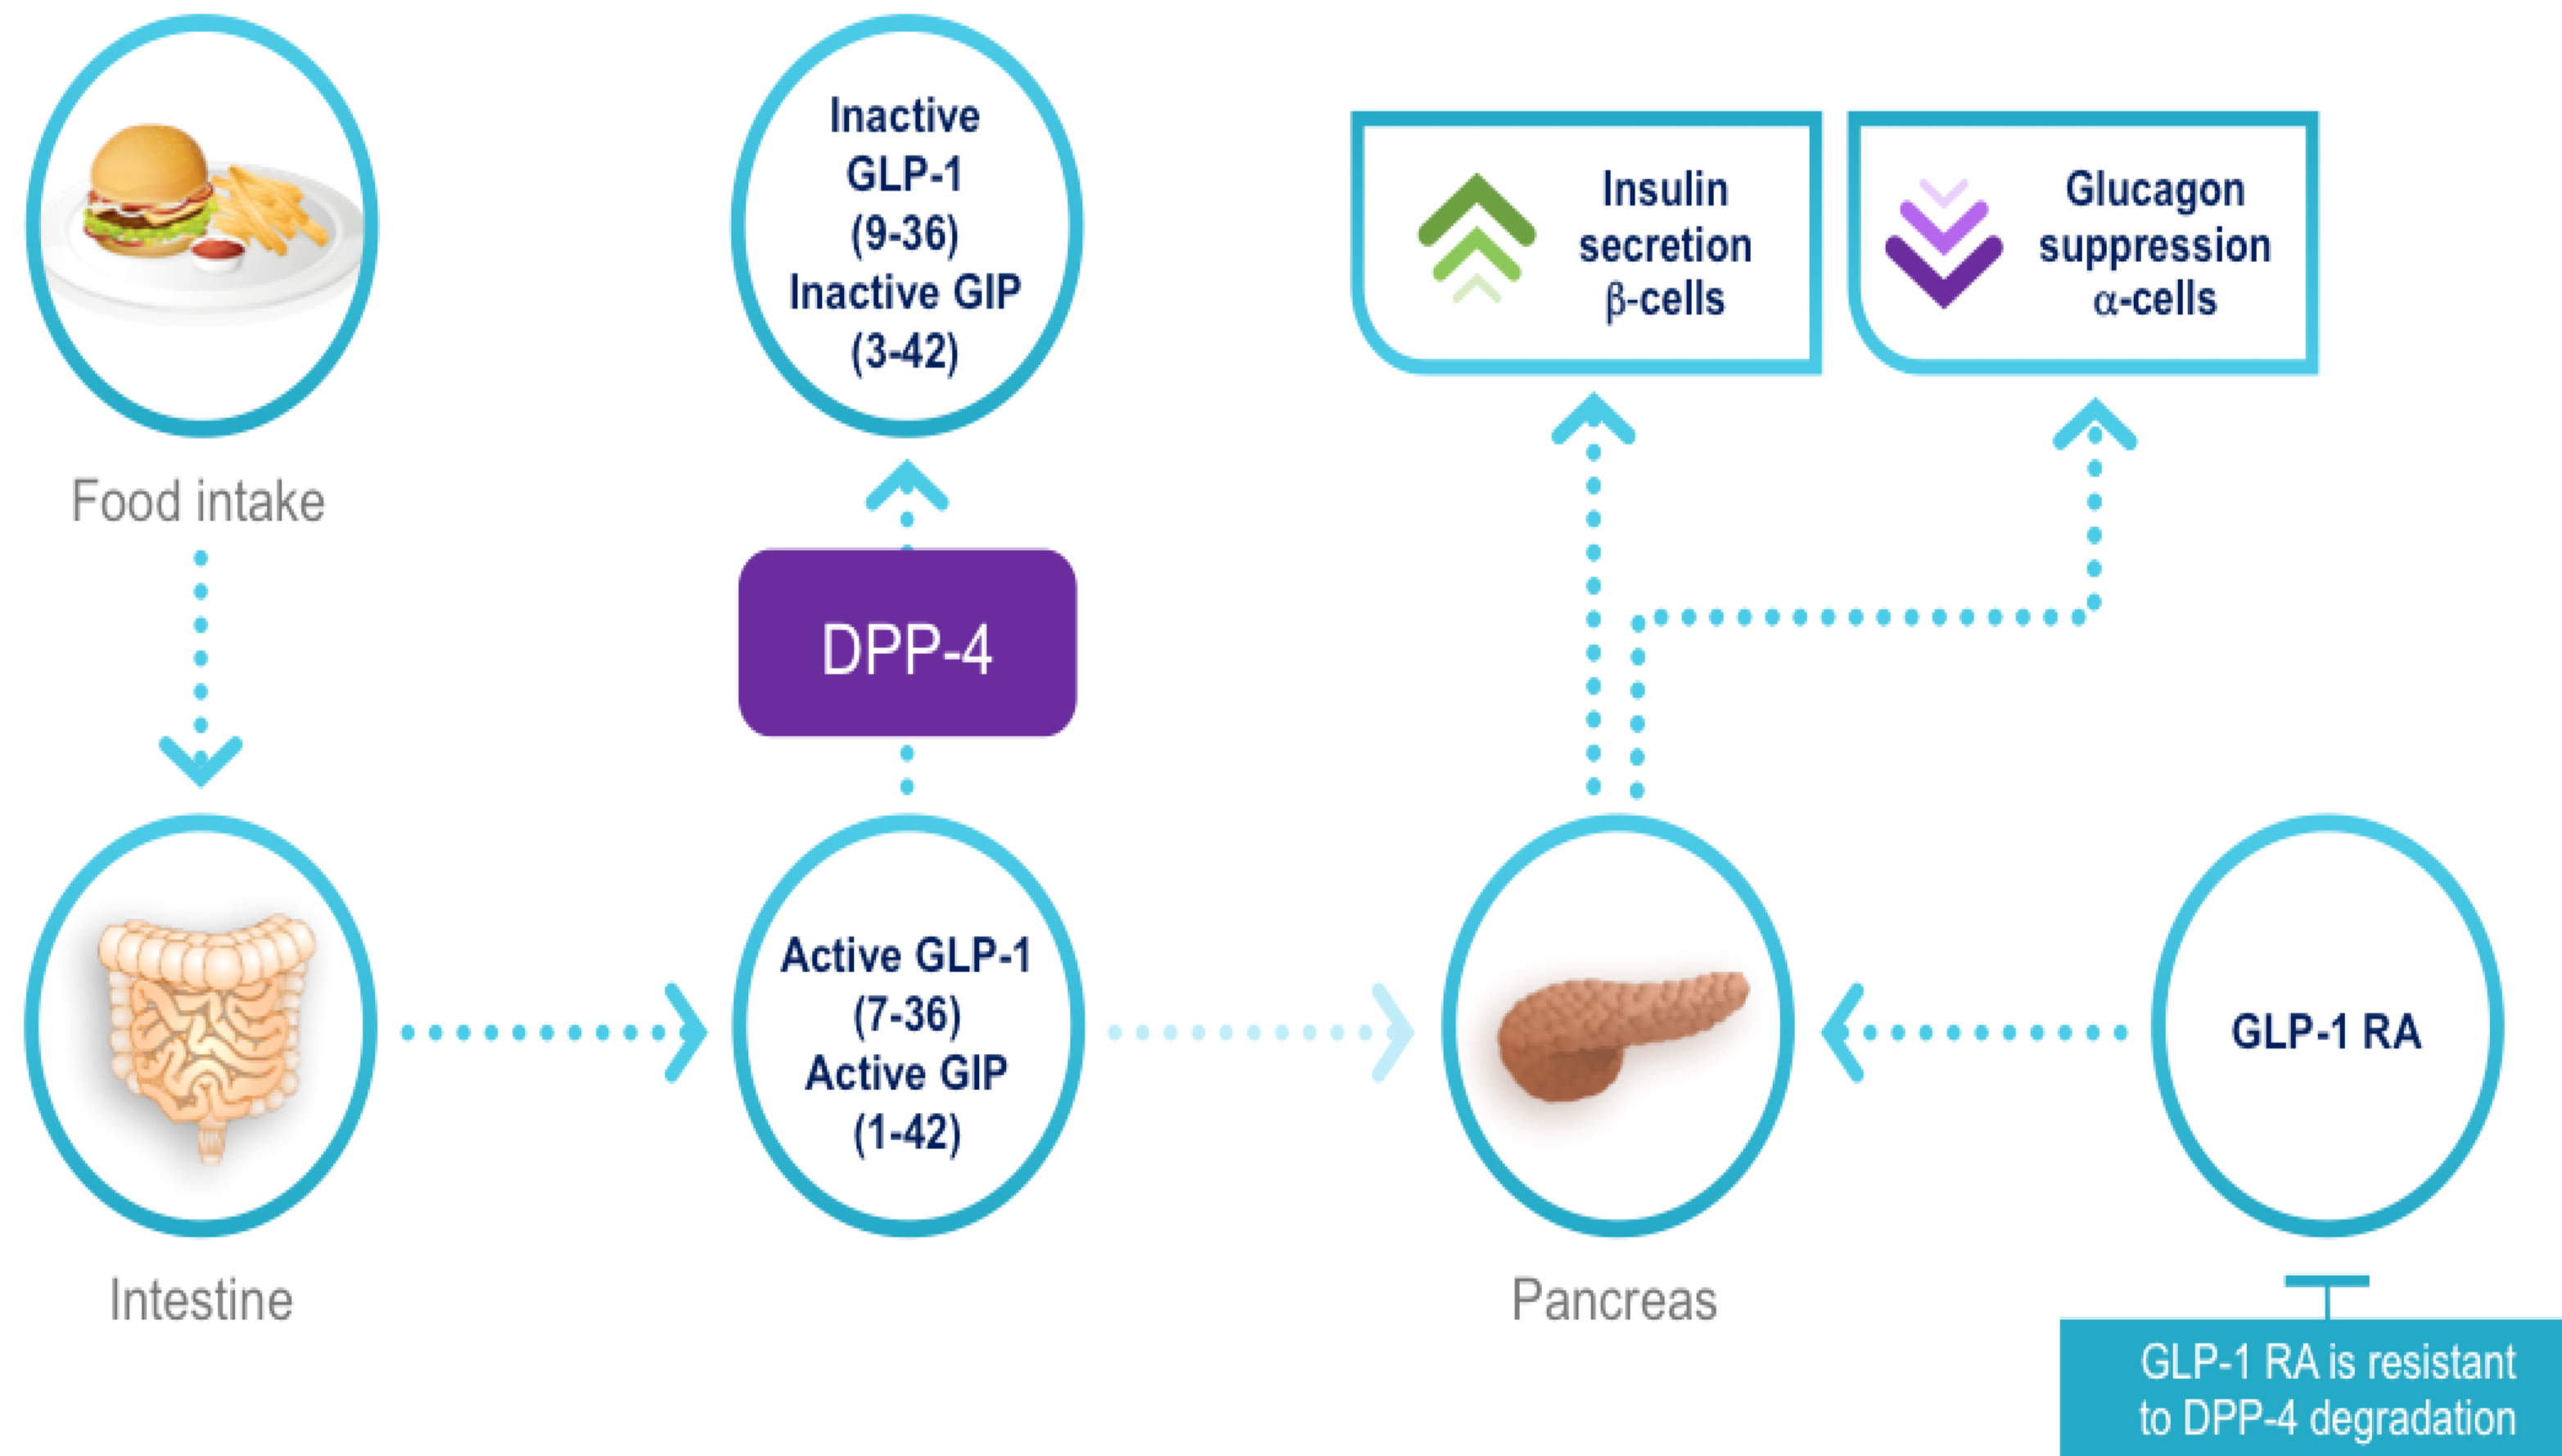 Food intake
Intestine
Inactive
GLP-1
(9-36)
Inactive GIP
(3-42)
DPP-4
Active GLP-1
(7-36)
Active GIP
(1-42)
Insulin
secretion
β-cells
Glucagon
suppression
α-cells
Pancreas
GLP-1 RA
GLP-1 RA is resistant
to DPP-4 degradation